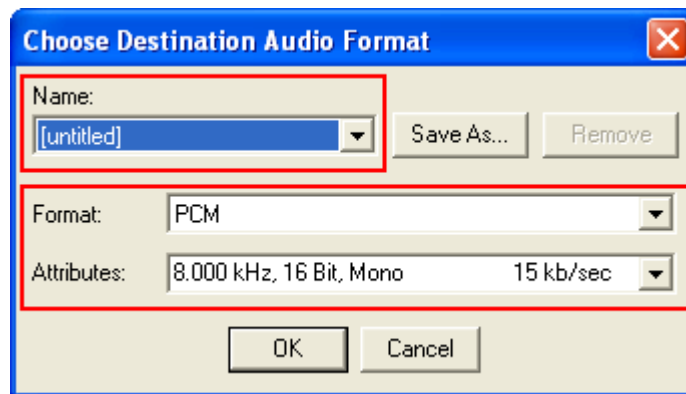 Choose Destination Audio Format
Name:
[untitled]
Save As...
Remove
Format:
PCM
Attributes:
8.000 kHz, 16 Bit, Mono 15 kb/sec
OK
Cancel